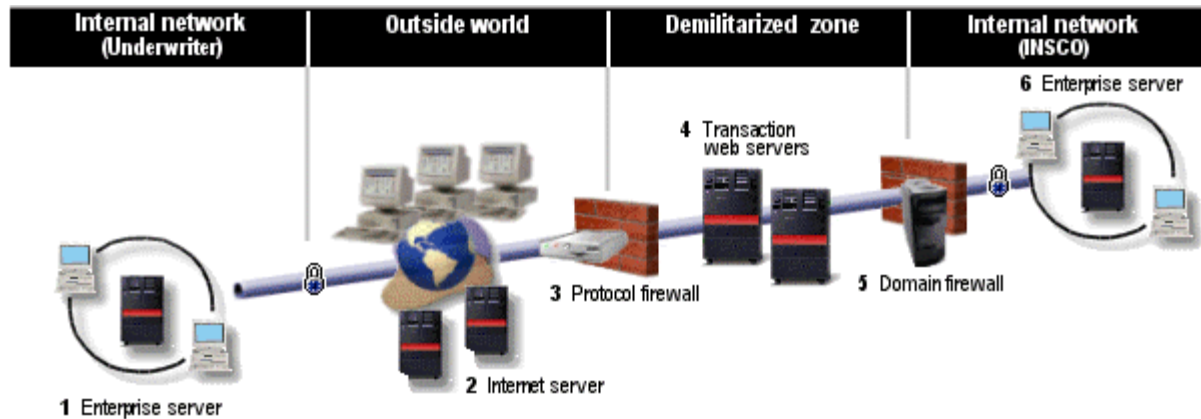 Internal network
(Underwriter)
Outside world
Demilitarized zone
Internal network
(INSCO)
6 Enterprise server
4 Transaction
web servers
3 Protocol firewall
5 Domain firewall
2 Internet server
1 Enterprise server